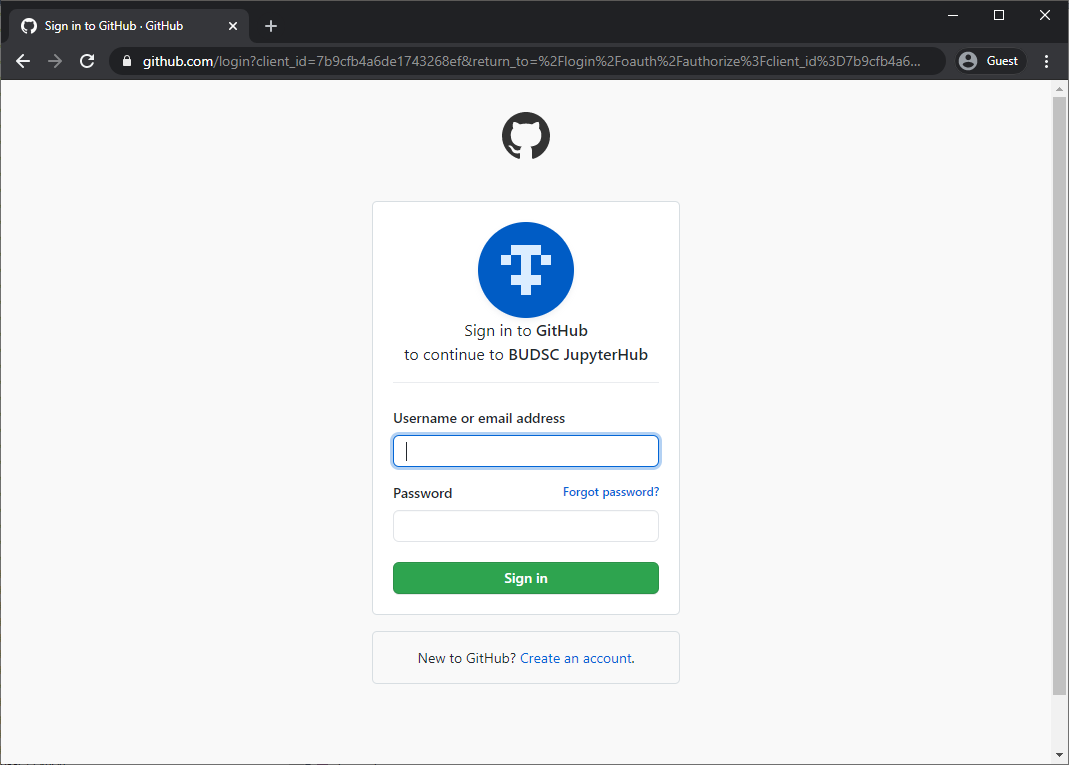 Sign in to GitHub · GitHub
github.com/login?client_id=7b9cfb4a6de1743268ef&return_to=%2Flogin%2Foauth%2Fauthorize%3Fclient_id%3D7b9cfb4a6...
Guest
Sign in to GitHub
to continue to BUDSC JupyterHub
Username or email address
Password
Forgot password?
Sign in
New to GitHub? Create an account.